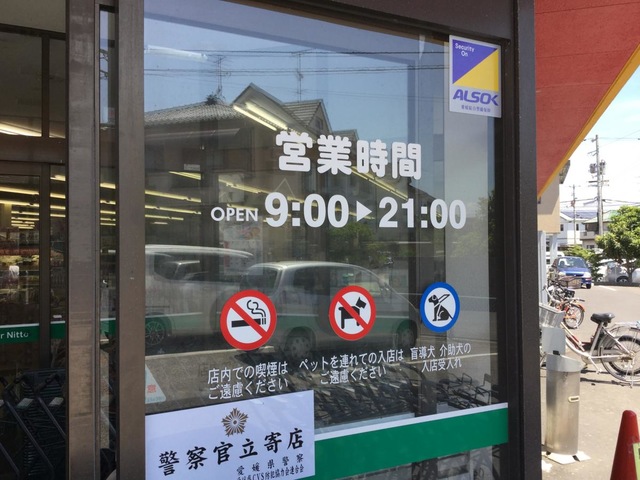 Security
On
ALSOK
営業時間
OPEN 9:00▶21:00
店内での喫煙は
ご遠慮ください
ペットを連れての入店は
ご遠慮ください
盲導犬 介助犬の
入店受入れ
r Nitto
警察官立寄店
愛媛県警察